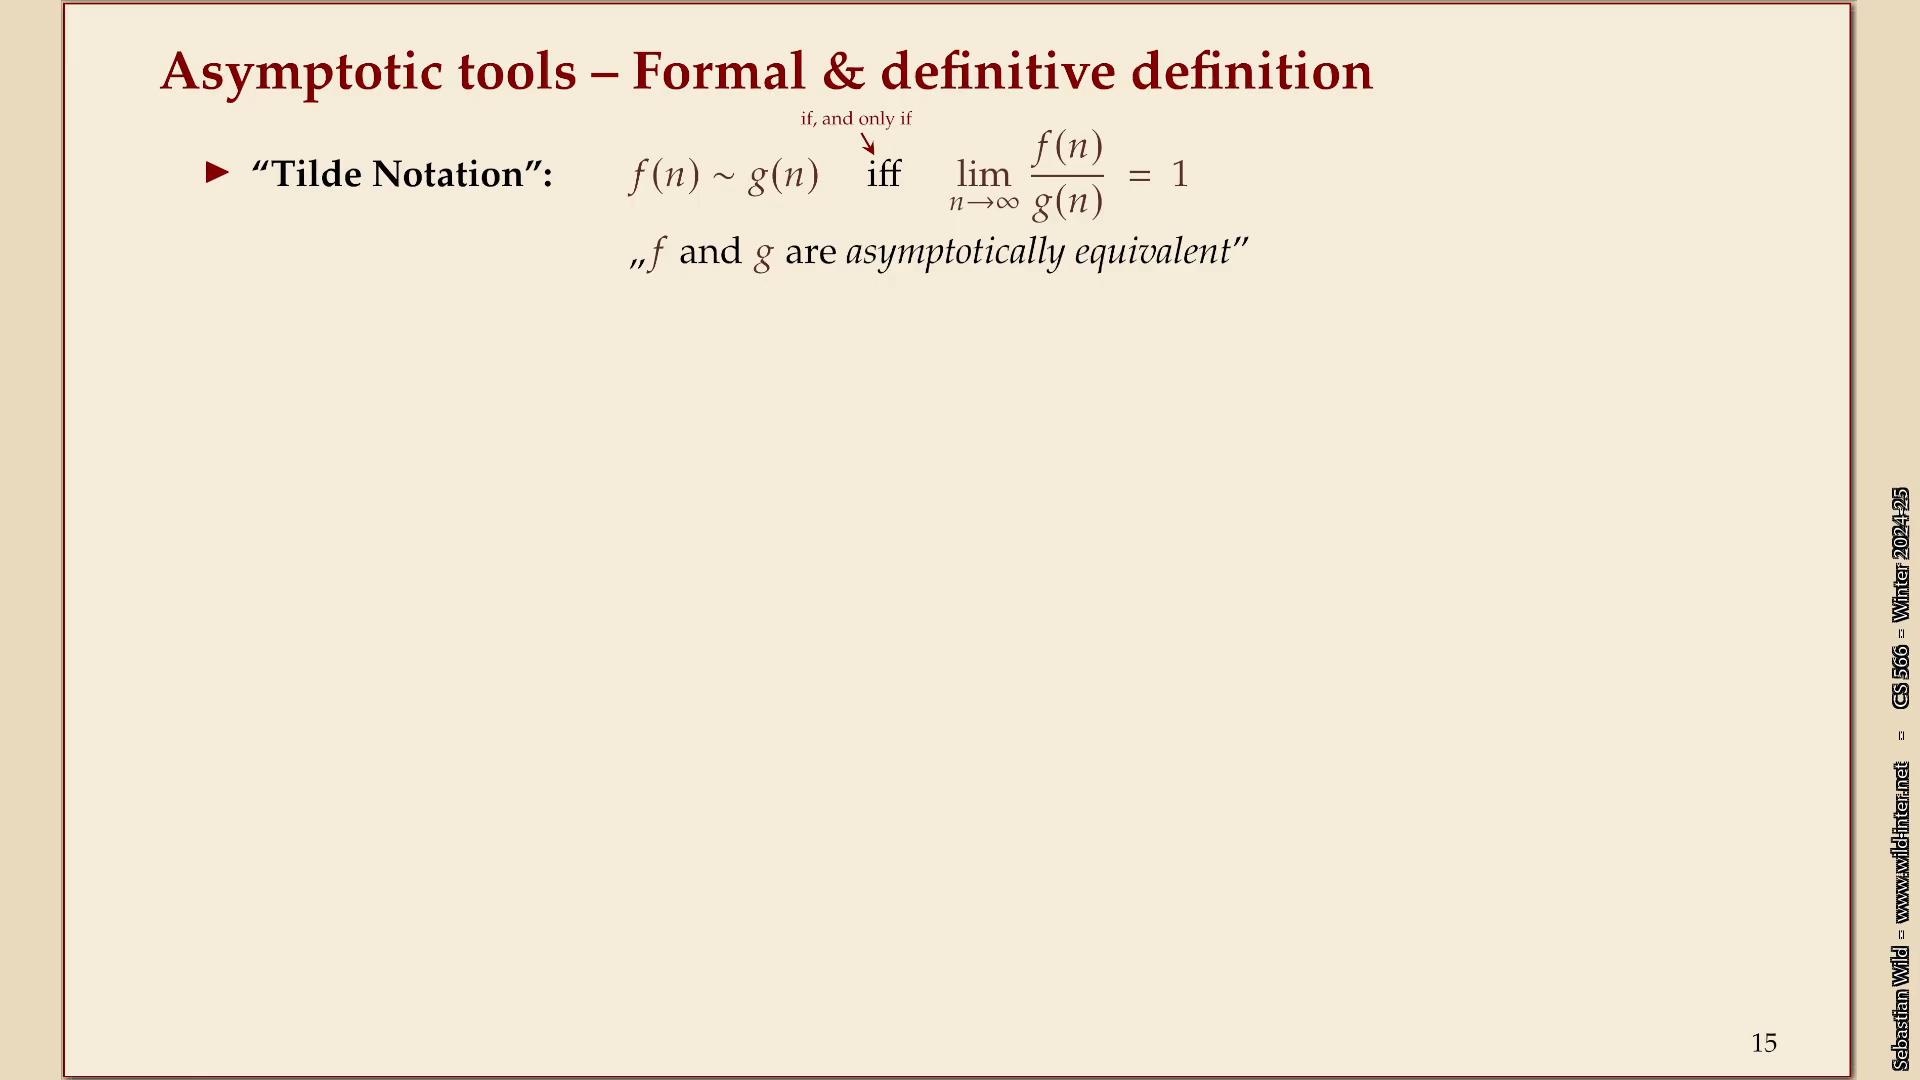 Asymptotic tools – Formal & definitive definition
if, and only if
▶ “Tilde Notation”: f(n) ∼ g(n) iff lim n→∞ f(n)/g(n) = 1
„f and g are asymptotically equivalent”
15
Sebastian Wild – www.wild-inter.net – CS 566 – Winter 2024-25